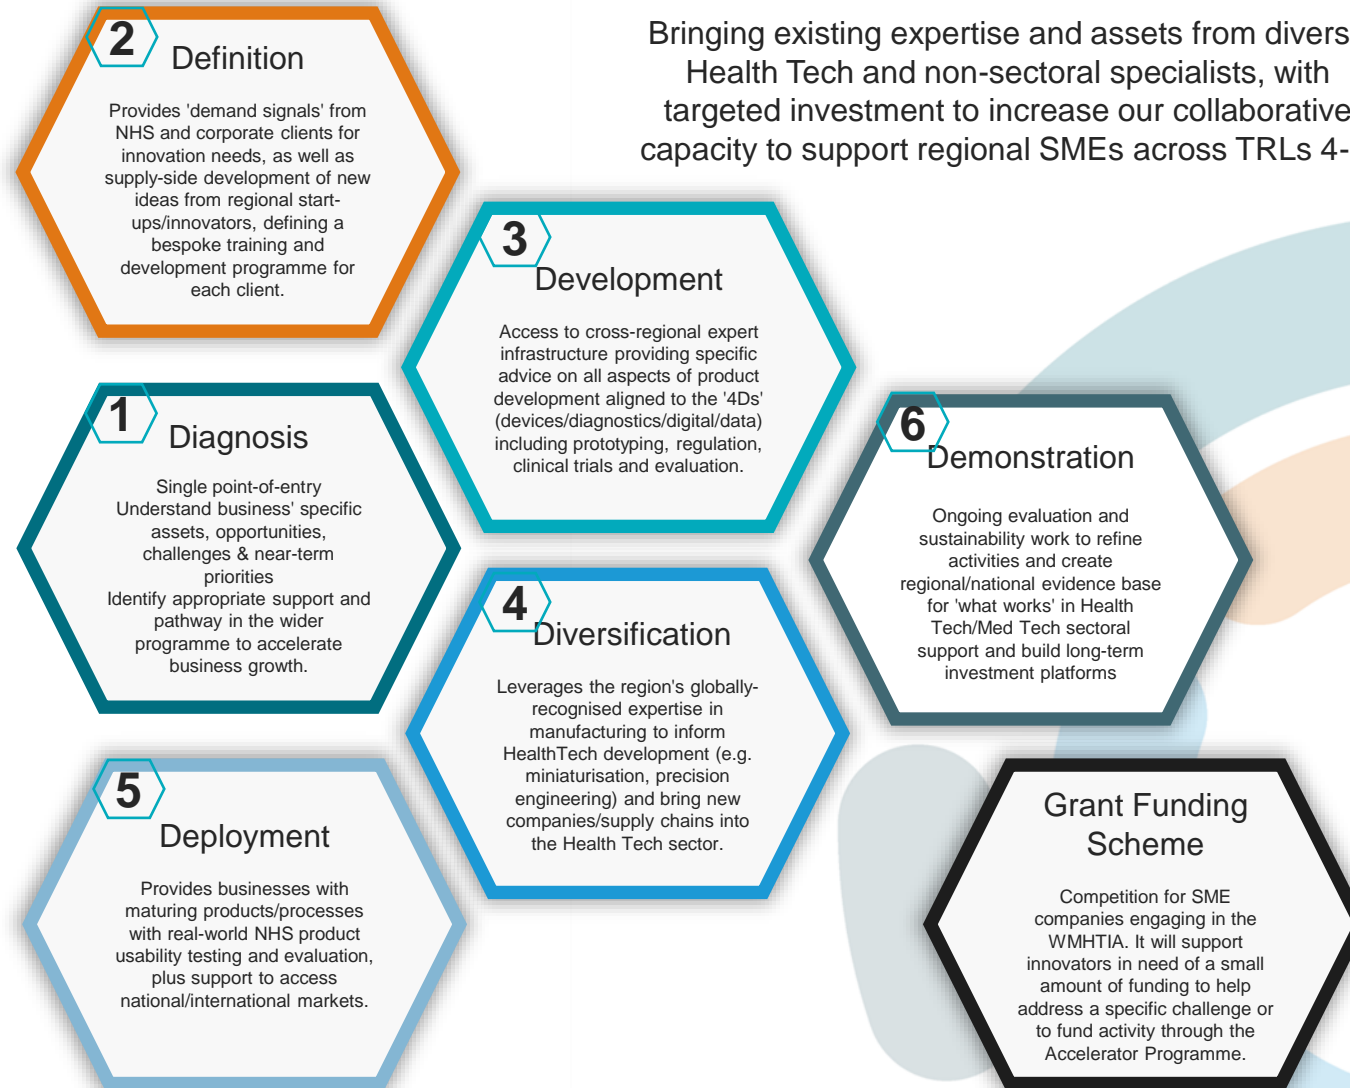 Bringing existing expertise and assets from divers
Health Tech and non-sectoral specialists, with
targeted investment to increase our collaborative
capacity to support regional SMEs across TRLs 4-
2
Definition
Provides 'demand signals' from
NHS and corporate clients for
innovation needs, as well as
supply-side development of new
ideas from regional start-
ups/innovators, defining a
bespoke training and
development programme for
each client.
3
Development
Access to cross-regional expert
infrastructure providing specific
advice on all aspects of product
development aligned to the '4Ds'
(devices/diagnostics/digital/data)
including prototyping, regulation,
clinical trials and evaluation.
1
Diagnosis
Single point-of-entry
Understand business' specific
assets, opportunities,
challenges & near-term
priorities
Identify appropriate support and
pathway in the wider
programme to accelerate
business growth.
6
Demonstration
Ongoing evaluation and
sustainability work to refine
activities and create
regional/national evidence base
for 'what works' in Health
Tech/Med Tech sectoral
support and build long-term
investment platforms
4
Diversification
Leverages the region's globally-
recognised expertise in
manufacturing to inform
HealthTech development (e.g.
miniaturisation, precision
engineering) and bring new
companies/supply chains into
the Health Tech sector.
5
Deployment
Provides businesses with
maturing products/processes
with real-world NHS product
usability testing and evaluation,
plus support to access
national/international markets.
Grant Funding
Scheme
Competition for SME
companies engaging in the
WMHTIA. It will support
innovators in need of a small
amount of funding to help
address a specific challenge or
to fund activity through the
Accelerator Programme.